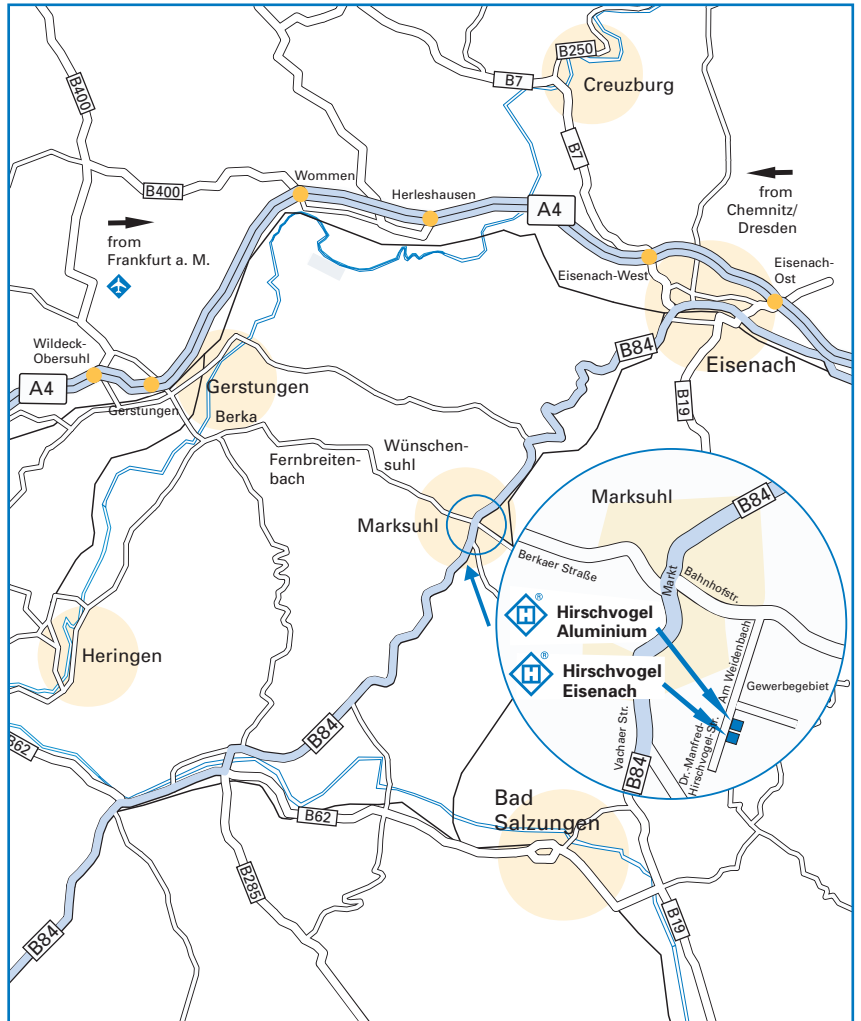 B250
B7
Creuzburg
B400
B7
Wommen
B400
Herleshausen
A4
from
Chemnitz/
Dresden
from
Frankfurt a. M.
Eisenach-West
Eisenach-
Ost
Wildeck-
Obersuhl
B84
Eisenach
A4
Gerstungen
Gerstungen
B19
Berka
Wünschen-
suhl
Fernbreiten-
bach
Marksuhl
B84
Marksuhl
Berkaer Straße
Markt
Bahnhofstr.
® Hirschvogel
Aluminium
® Hirschvogel
Eisenach
Am Weidenbach
Gewerbegebiet
Vachaer Str.
Dr.-Manfred-
Hirschvogel-Str.
B84
Heringen
B84
B62
Bad
Salzungen
B62
B285
B19
B84